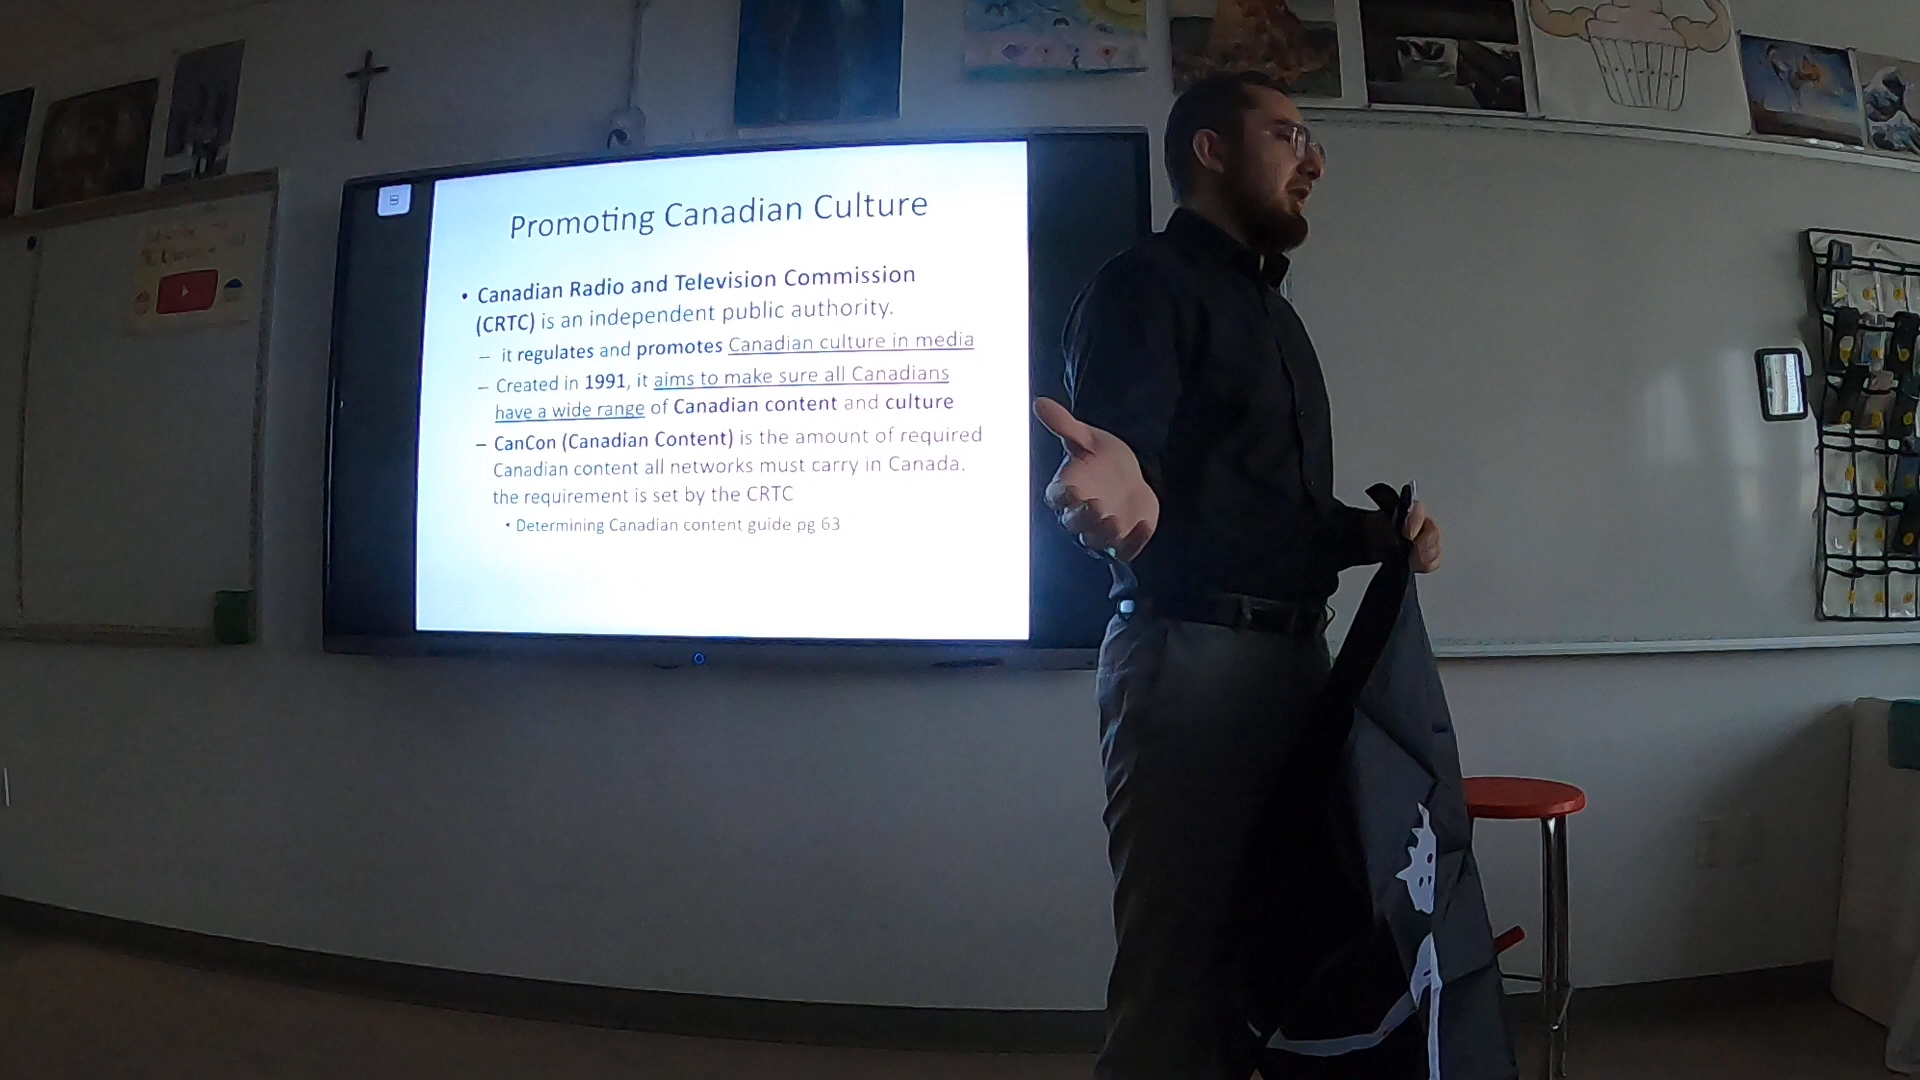 Promoting Canadian Culture
• Canadian Radio and Television Commission
(CRTC) is an independent public authority.
– it regulates and promotes Canadian culture in media
– Created in 1991, it aims to make sure all Canadians
have a wide range of Canadian content and culture
– CanCon (Canadian Content) is the amount of required
Canadian content all networks must carry in Canada.
the requirement is set by the CRTC
• Determining Canadian content guide pg 63